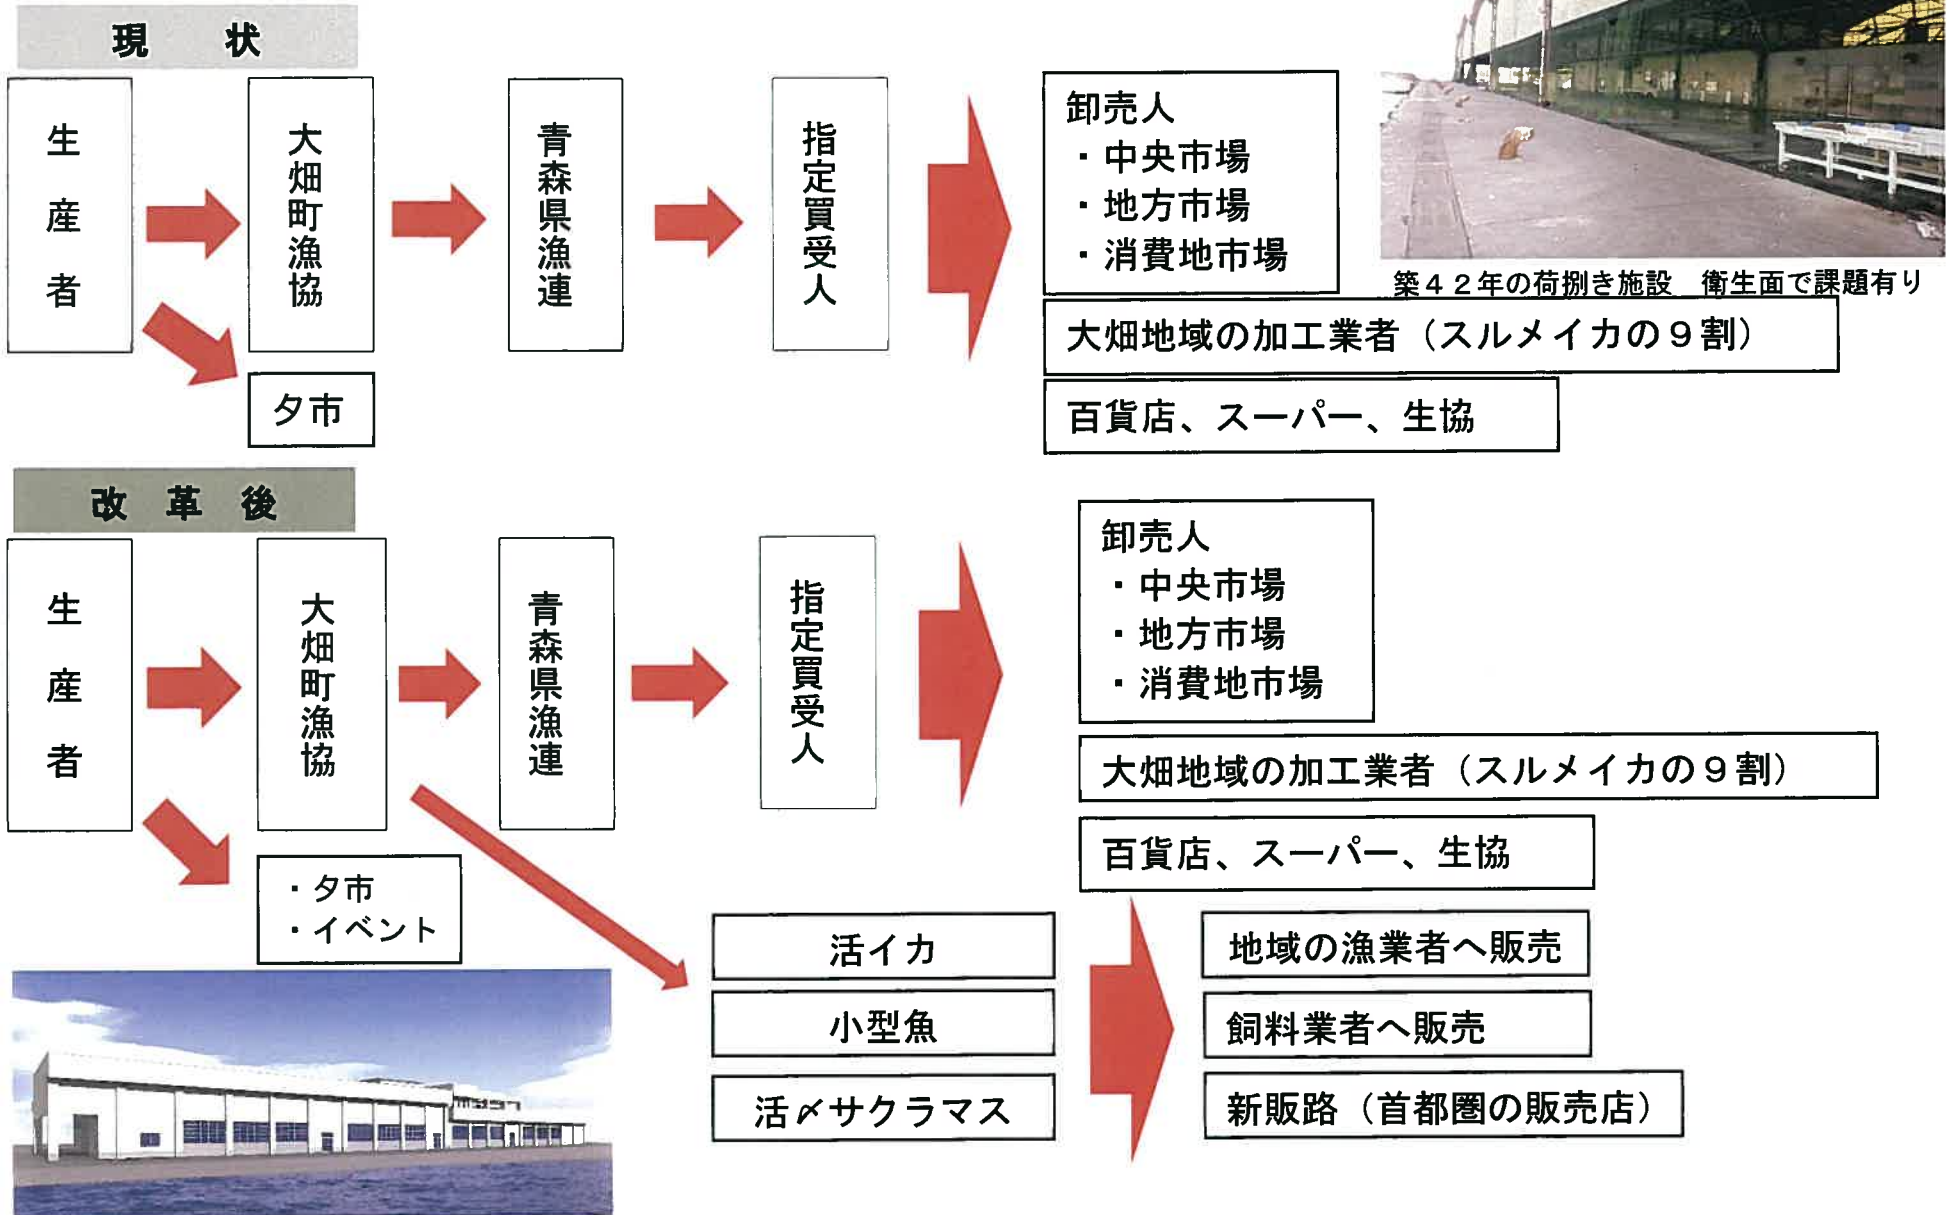 現 状
生産者
大畑町漁協
青森県漁連
指定買受人
卸売人
・中央市場
・地方市場
・消費地市場
築４２年の荷捌き施設　衛生面で課題有り
大畑地域の加工業者（スルメイカの９割）
百貨店、スーパー、生協
夕市
改 革 後
生産者
大畑町漁協
青森県漁連
指定買受人
卸売人
・中央市場
・地方市場
・消費地市場
大畑地域の加工業者（スルメイカの９割）
百貨店、スーパー、生協
・夕市
・イベント
活イカ
小型魚
活〆サクラマス
地域の漁業者へ販売
飼料業者へ販売
新販路（首都圏の販売店）